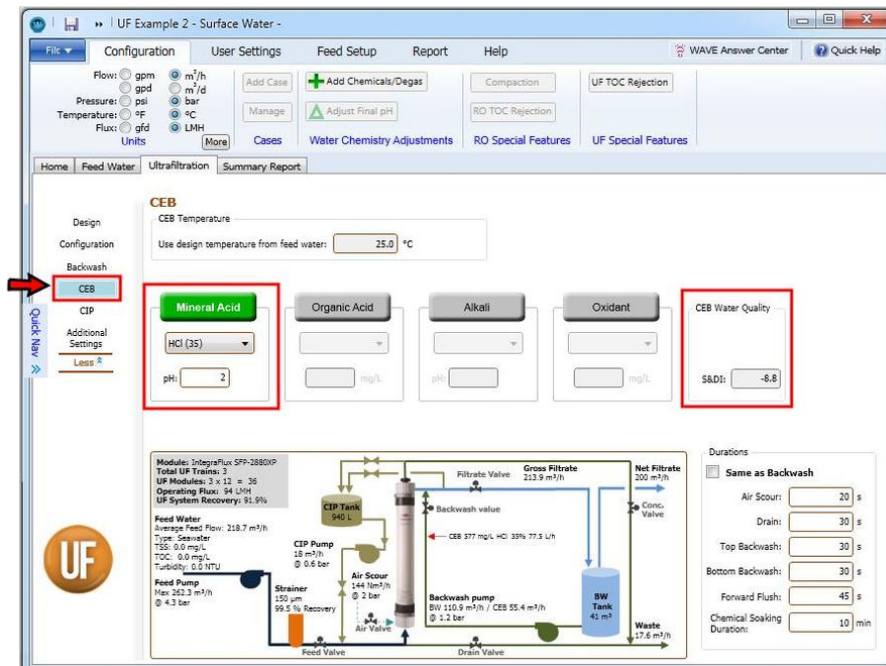 UF Example 2 - Surface Water -
File Configuration User Settings Feed Setup Report Help WAVE Answer Center Quick Help
Flow: gpm m³/h
gpd m³/d
Pressure: psi bar
Temperature: °F °C
Flux: gfd LMH
Units More
Add Case
Manage
Cases
Add Chemicals/Degas
Adjust Final pH
Water Chemistry Adjustments
Compaction
RO TOC Rejection
RO Special Features
UF TOC Rejection
UF Special Features
Home Feed Water Ultrafiltration Summary Report
Design
Configuration
Backwash
CEB
CIP
Additional
Settings
Less
Quick Nav
CEB
CEB Temperature
Use design temperature from feed water: 25.0 °C
Mineral Acid
HCl (35)
pH: 2
Organic Acid
mg/L
Alkali
pH:
Oxidant
mg/L
CEB Water Quality
S&DI: -8.8
UF
Module: IntegraFlux SFP-2880XP
Total UF Trains: 3
UF Modules: 3 x 12 = 36
Operating Flux: 94 LMH
UF System Recovery: 91.9%
Feed Water
Average Feed Flow: 218.7 m³/h
Type: Seawater
TSS: 0.0 mg/L
TOC: 0.0 mg/L
Turbidity: 0.0 NTU
Feed Pump
Max 262.3 m³/h
@ 4.3 bar
Strainer
150 µm
99.5 % Recovery
CIP Tank
940 L
CIP Pump
18 m³/h
@ 0.6 bar
Air Scour
144 Nm³/h
@ 2 bar
Air Valve
Feed Valve
Filtrate Valve
Gross Filtrate
213.9 m³/h
Net Filtrate
200 m³/h
Backwash value
Conc.
Valve
CEB 577 mg/L HCl 35% 77.5 L/h
Backwash pump
BW 110.9 m³/h / CEB 55.4 m³/h
@ 1.2 bar
BW
Tank
41 m³
Waste
17.6 m³/h
Drain Valve
Durations
Same as Backwash
Air Scour: 20 s
Drain: 30 s
Top Backwash: 30 s
Bottom Backwash: 30 s
Forward Flush: 45 s
Chemical Soaking
Duration: 10 min